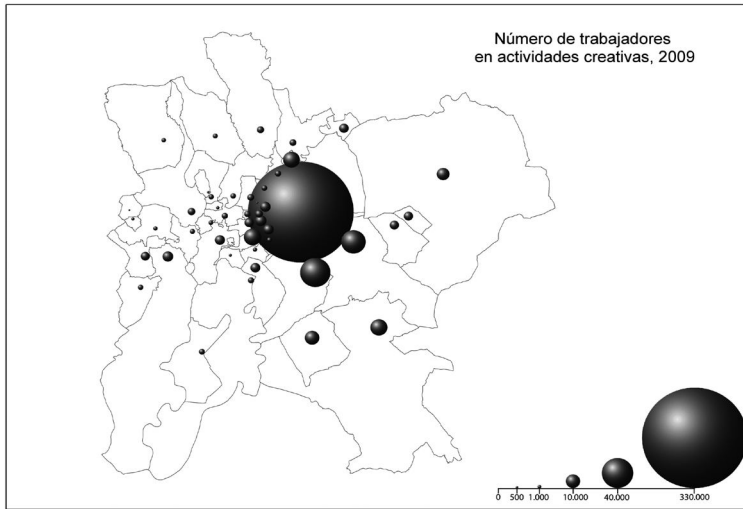 Número de trabajadores
en actividades creativas, 2009
0 500 1.000 10.000 40.000 330.000